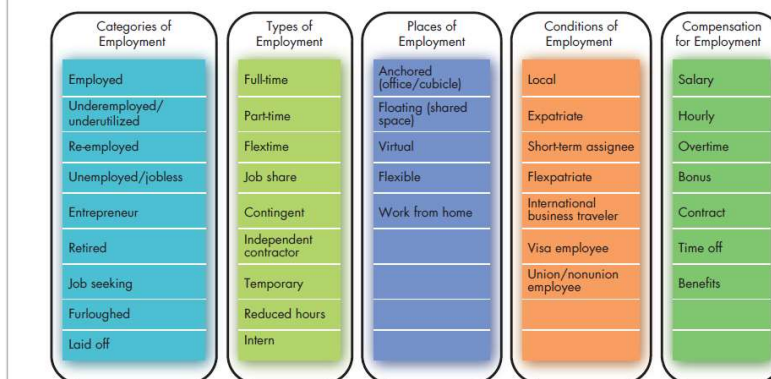 Categories of
Employment
Employed
Underemployed/
underutilized
Re-employed
Unemployed/jobless
Entrepreneur
Retired
Job seeking
Furloughed
Laid off
Types of
Employment
Full-time
Part-time
Flextime
Job share
Contingent
Independent
contractor
Temporary
Reduced hours
Intern
Places of
Employment
Anchored
(office/cubicle)
Floating (shared
space)
Virtual
Flexible
Work from home
Conditions of
Employment
Local
Expatriate
Short-term assignee
Flexpatriate
International
business traveler
Visa employee
Union/nonunion
employee
Compensation
for Employment
Salary
Hourly
Overtime
Bonus
Contract
Time off
Benefits